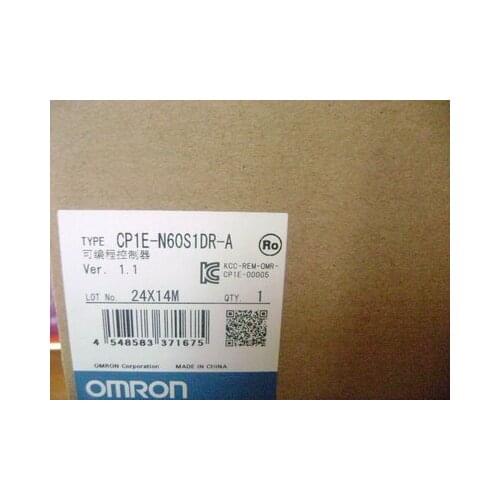 TYPE CP1E-N60S1DR-A
可编程控制器
Ro
Ver. 1.1
KCC-REM-OMR-
CP1E-00005
LOT No. 24X14M QTY. 1
4 548583 371675
OMRON Corporation MADE IN CHINA
OMRON